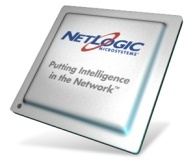 NETLOGIC
MICROSYSTEMS
Putting Intelligence
in the Network™